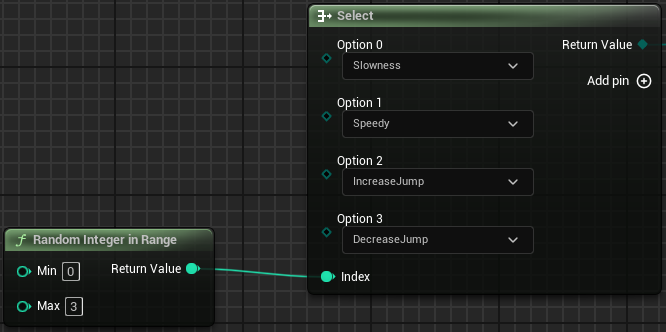 Select
Option 0
Return Value
Slowness
Add pin
Option 1
Speedy
Option 2
IncreaseJump
Option 3
DecreaseJump
Index
Random Integer in Range
Min 0
Return Value
Max 3